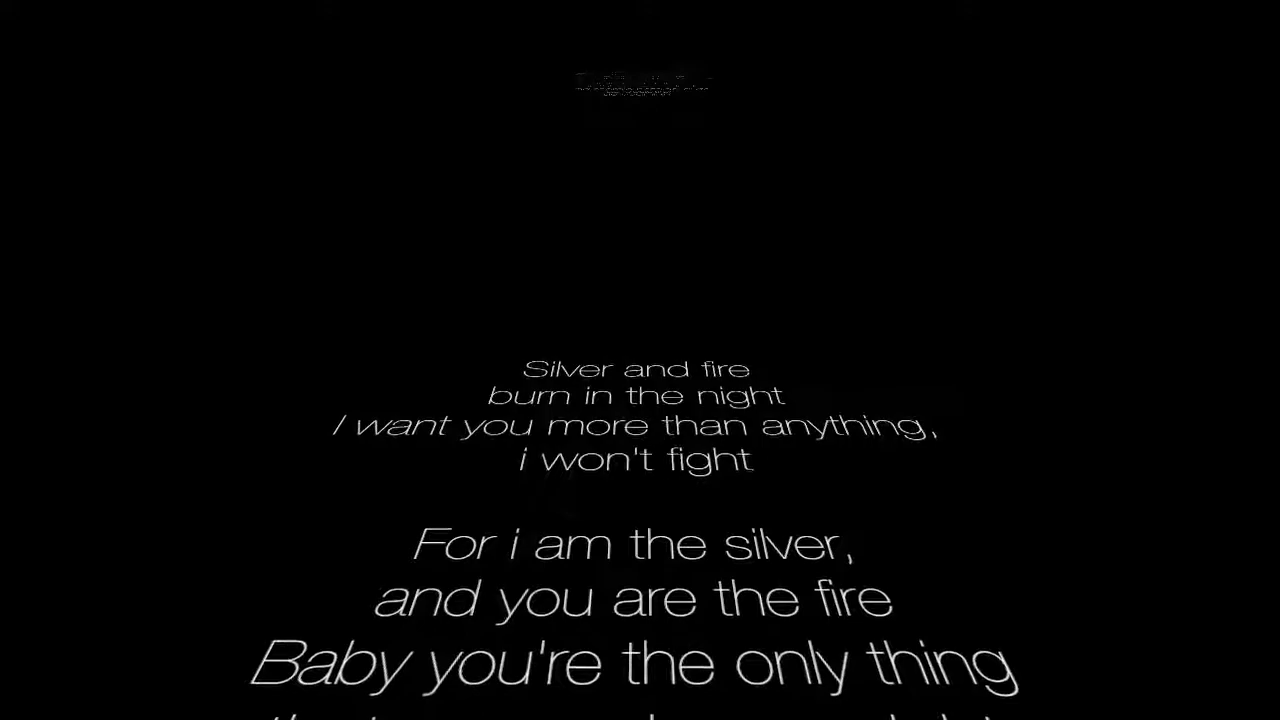 Silver and fire
burn in the night
I want you more than anything,
i won't fight
For i am the silver,
and you are the fire
Baby you're the only thing